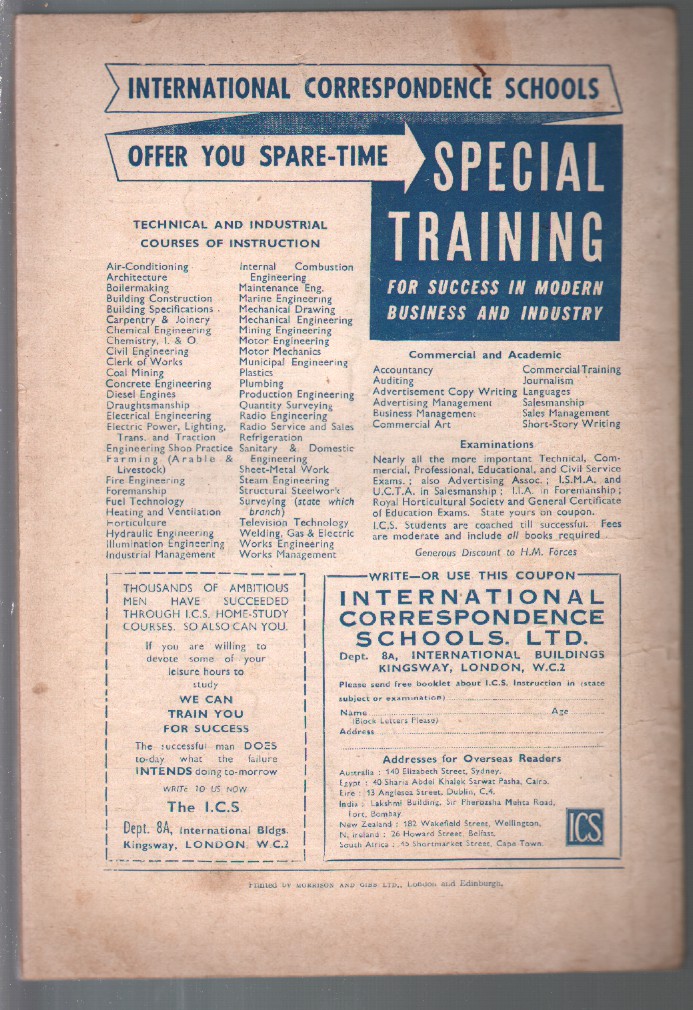 INTERNATIONAL CORRESPONDENCE SCHOOLS
OFFER YOU SPARE-TIME
SPECIAL
TRAINING
FOR SUCCESS IN MODERN
BUSINESS AND INDUSTRY
TECHNICAL AND INDUSTRIAL
COURSES OF INSTRUCTION
Air-Conditioning
Architecture
Boilermaking
Building Construction
Building Specifications
Carpentry & Joinery
Chemical Engineering
Chemistry, I. & O.
Civil Engineering
Clerk of Works
Coal Mining
Concrete Engineering
Diesel Engines
Draughtsmanship
Electrical Engineering
Electric Power, Lighting,
Trans. and Traction
Engineering Shop Practice
Farming (Arable &
Livestock)
Fire Engineering
Foremanship
Fuel Technology
Heating and Ventilation
Horticulture
Hydraulic Engineering
Illumination Engineering
Industrial Management
Internal Combustion
Engineering
Maintenance Eng.
Marine Engineering
Mechanical Drawing
Mechanical Engineering
Mining Engineering
Motor Engineering
Motor Mechanics
Municipal Engineering
Plastics
Plumbing
Production Engineering
Quantity Surveying
Radio Engineering
Radio Service and Sales
Refrigeration
Sanitary & Domestic
Engineering
Sheet-Metal Work
Steam Engineering
Structural Steelwork
Surveying (state which
branch)
Television Technology
Welding, Gas & Electric
Works Engineering
Works Management
Commercial and Academic
Accountancy
Auditing
Advertisement Copy Writing
Advertising Management
Business Management
Commercial Art
Commercial Training
Journalism
Languages
Salesmanship
Sales Management
Short-Story Writing
Examinations
Nearly all the more important Technical, Com-
mercial, Professional, Educational, and Civil Service
Exams. ; also Advertising Assoc. ; I.S.M.A. and
U.C.T.A. in Salesmanship ; I.I.A. in Foremanship ;
Royal Horticultural Society and General Certificate
of Education Exams. State yours on coupon.
I.C.S. Students are coached till successful. Fees
are moderate and include all books required
Generous Discount to H.M. Forces
THOUSANDS OF AMBITIOUS
MEN HAVE SUCCEEDED
THROUGH I.C.S. HOME-STUDY
COURSES. SO ALSO CAN YOU.
If you are willing to
devote some of your
leisure hours to
study
WE CAN
TRAIN YOU
FOR SUCCESS
The successful man DOES
to-day what the failure
INTENDS doing to-morrow
WRITE TO US NOW
The I.C.S.
Dept. 8A, International Bldgs.
Kingsway, LONDON, W.C.2
WRITE—OR USE THIS COUPON
INTERNATIONAL
CORRESPONDENCE
SCHOOLS, LTD.
Dept. 8A, INTERNATIONAL BUILDINGS
KINGSWAY, LONDON, W.C.2
Please send free booklet about I.C.S. Instruction in (state
subject or examination)
Name Age
(Block Letters Please)
Address
Addresses for Overseas Readers
Australia : 140 Elizabeth Street, Sydney.
Egypt : 40 Sharia Abdel Khalek Sarwat Pasha, Cairo.
Eire : 13 Anglesea Street, Dublin, C.4.
India : Lakshmi Building, Sir Pherozsha Mehta Road,
Fort, Bombay.
New Zealand : 182 Wakefield Street, Wellington,
N. Ireland : 26 Howard Street, Belfast.
South Africa : 45 Shortmarket Street, Cape Town.
ICS
Printed by MORRISON AND GIBB LTD., London and Edinburgh.